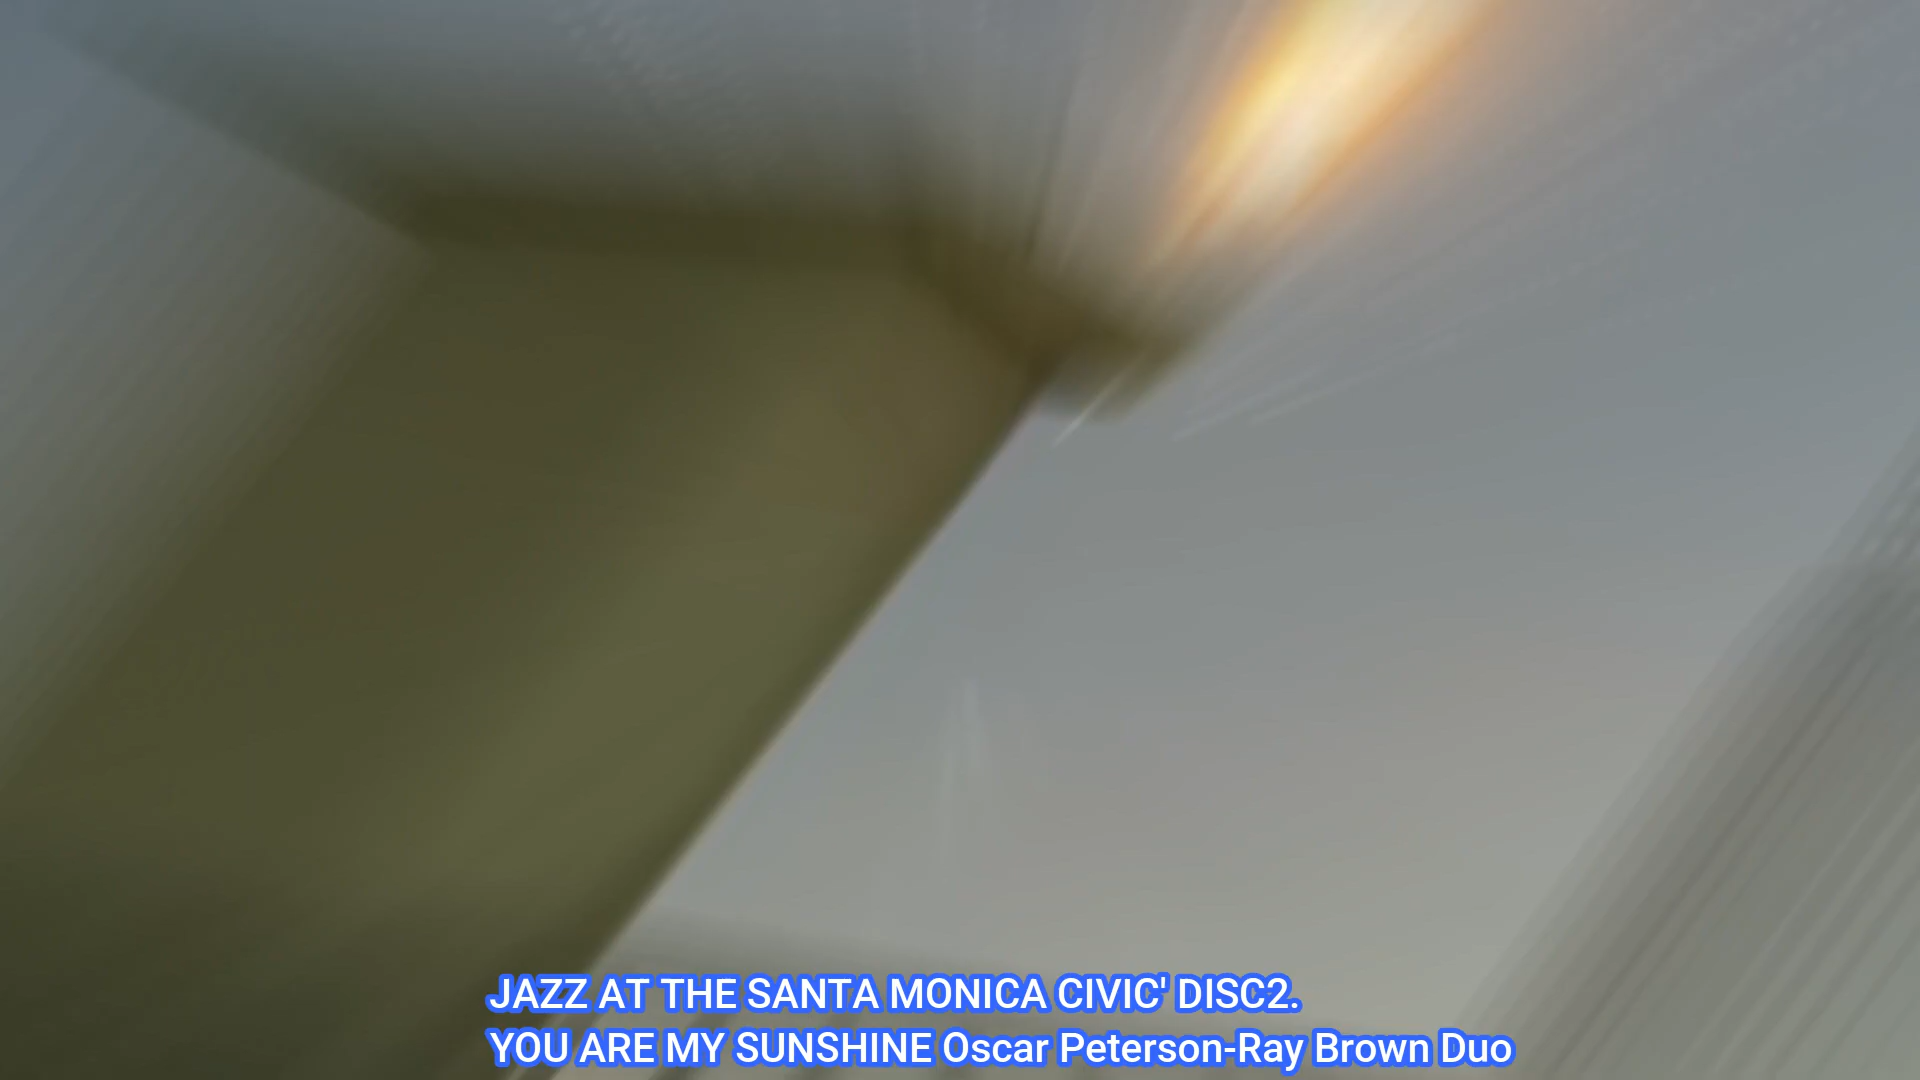 JAZZ AT THE SANTA MONICA CIVIC' DISC2.
YOU ARE MY SUNSHINE Oscar Peterson-Ray Brown Duo